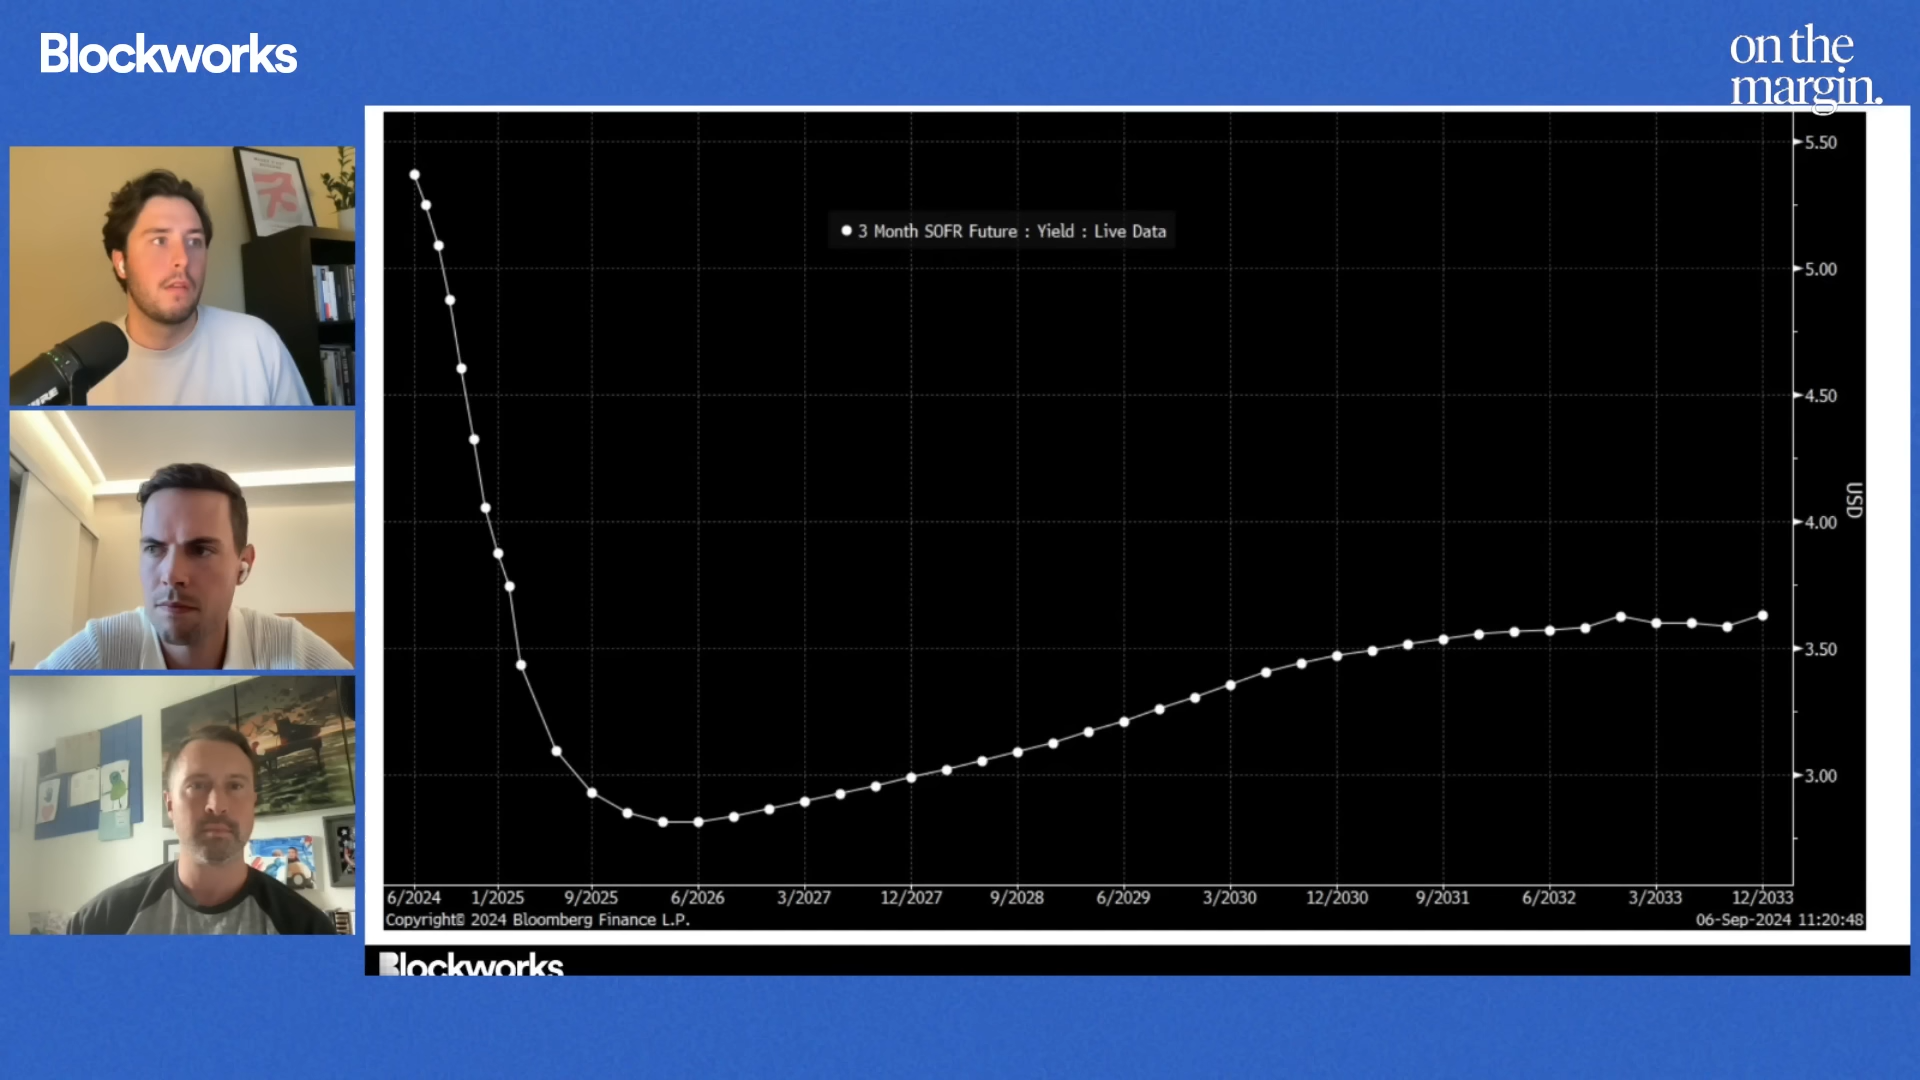 Blockworks
on the
margin.
3 Month SOFR Future : Yield : Live Data
5.50
5.00
4.50
4.00
3.50
3.00
USD
6/2024 1/2025 9/2025 6/2026 3/2027 12/2027 9/2028 6/2029 3/2030 12/2030 9/2031 6/2032 3/2033 12/2033
Copyright© 2024 Bloomberg Finance L.P. 06-Sep-2024 11:20:48
Blockworks